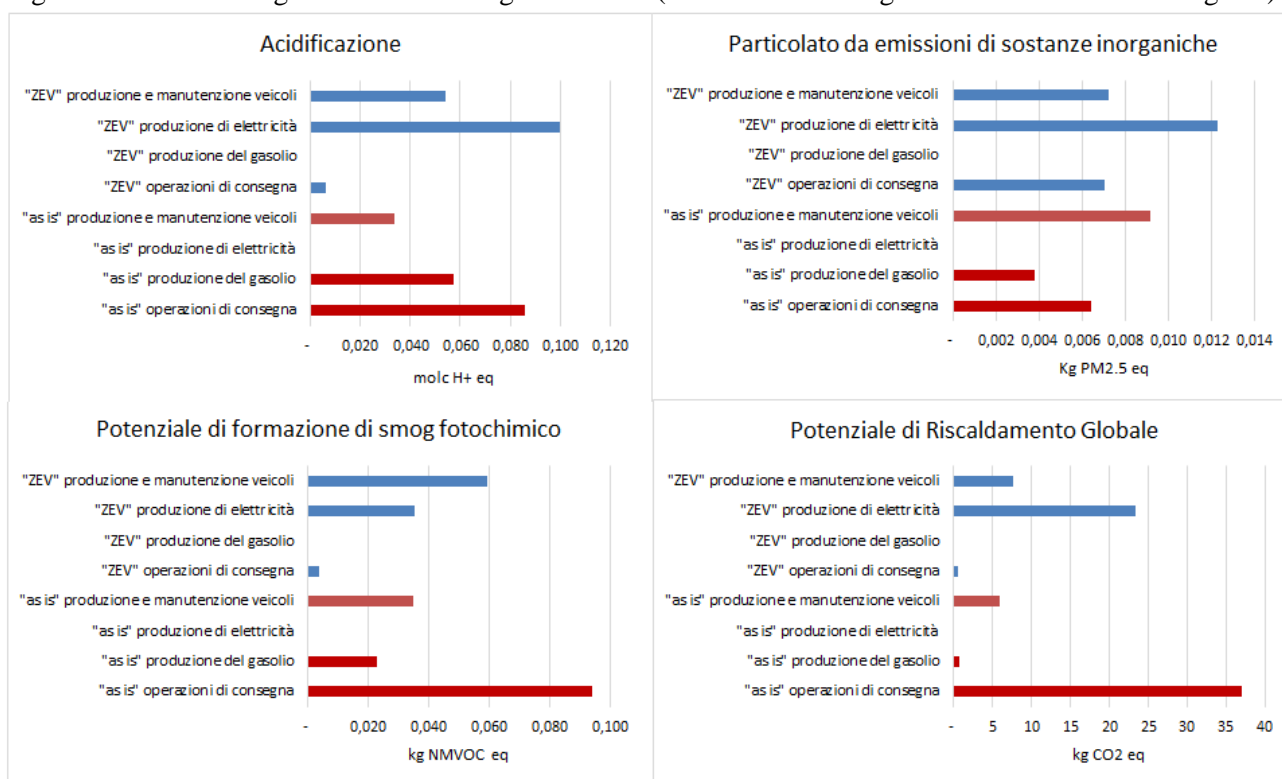 Acidificazione
"ZEV" produzione e manutenzione veicoli
"ZEV" produzione di elettricità
"ZEV" produzione del gasolio
"ZEV" operazioni di consegna
"as is" produzione e manutenzione veicoli
"as is" produzione di elettricità
"as is" produzione del gasolio
"as is" operazioni di consegna
- 0,020 0,040 0,060 0,080 0,100 0,120
molc H+ eq
Particolato da emissioni di sostanze inorganiche
"ZEV" produzione e manutenzione veicoli
"ZEV" produzione di elettricità
"ZEV" produzione del gasolio
"ZEV" operazioni di consegna
"as is" produzione e manutenzione veicoli
"as is" produzione di elettricità
"as is" produzione del gasolio
"as is" operazioni di consegna
- 0,002 0,004 0,006 0,008 0,010 0,012 0,014
Kg PM2.5 eq
Potenziale di formazione di smog fotochimico
"ZEV" produzione e manutenzione veicoli
"ZEV" produzione di elettricità
"ZEV" produzione del gasolio
"ZEV" operazioni di consegna
"as is" produzione e manutenzione veicoli
"as is" produzione di elettricità
"as is" produzione del gasolio
"as is" operazioni di consegna
- 0,020 0,040 0,060 0,080 0,100
kg NMVOC eq
Potenziale di Riscaldamento Globale
"ZEV" produzione e manutenzione veicoli
"ZEV" produzione di elettricità
"ZEV" produzione del gasolio
"ZEV" operazioni di consegna
"as is" produzione e manutenzione veicoli
"as is" produzione di elettricità
"as is" produzione del gasolio
"as is" operazioni di consegna
- 5 10 15 20 25 30 35 40
kg CO2 eq